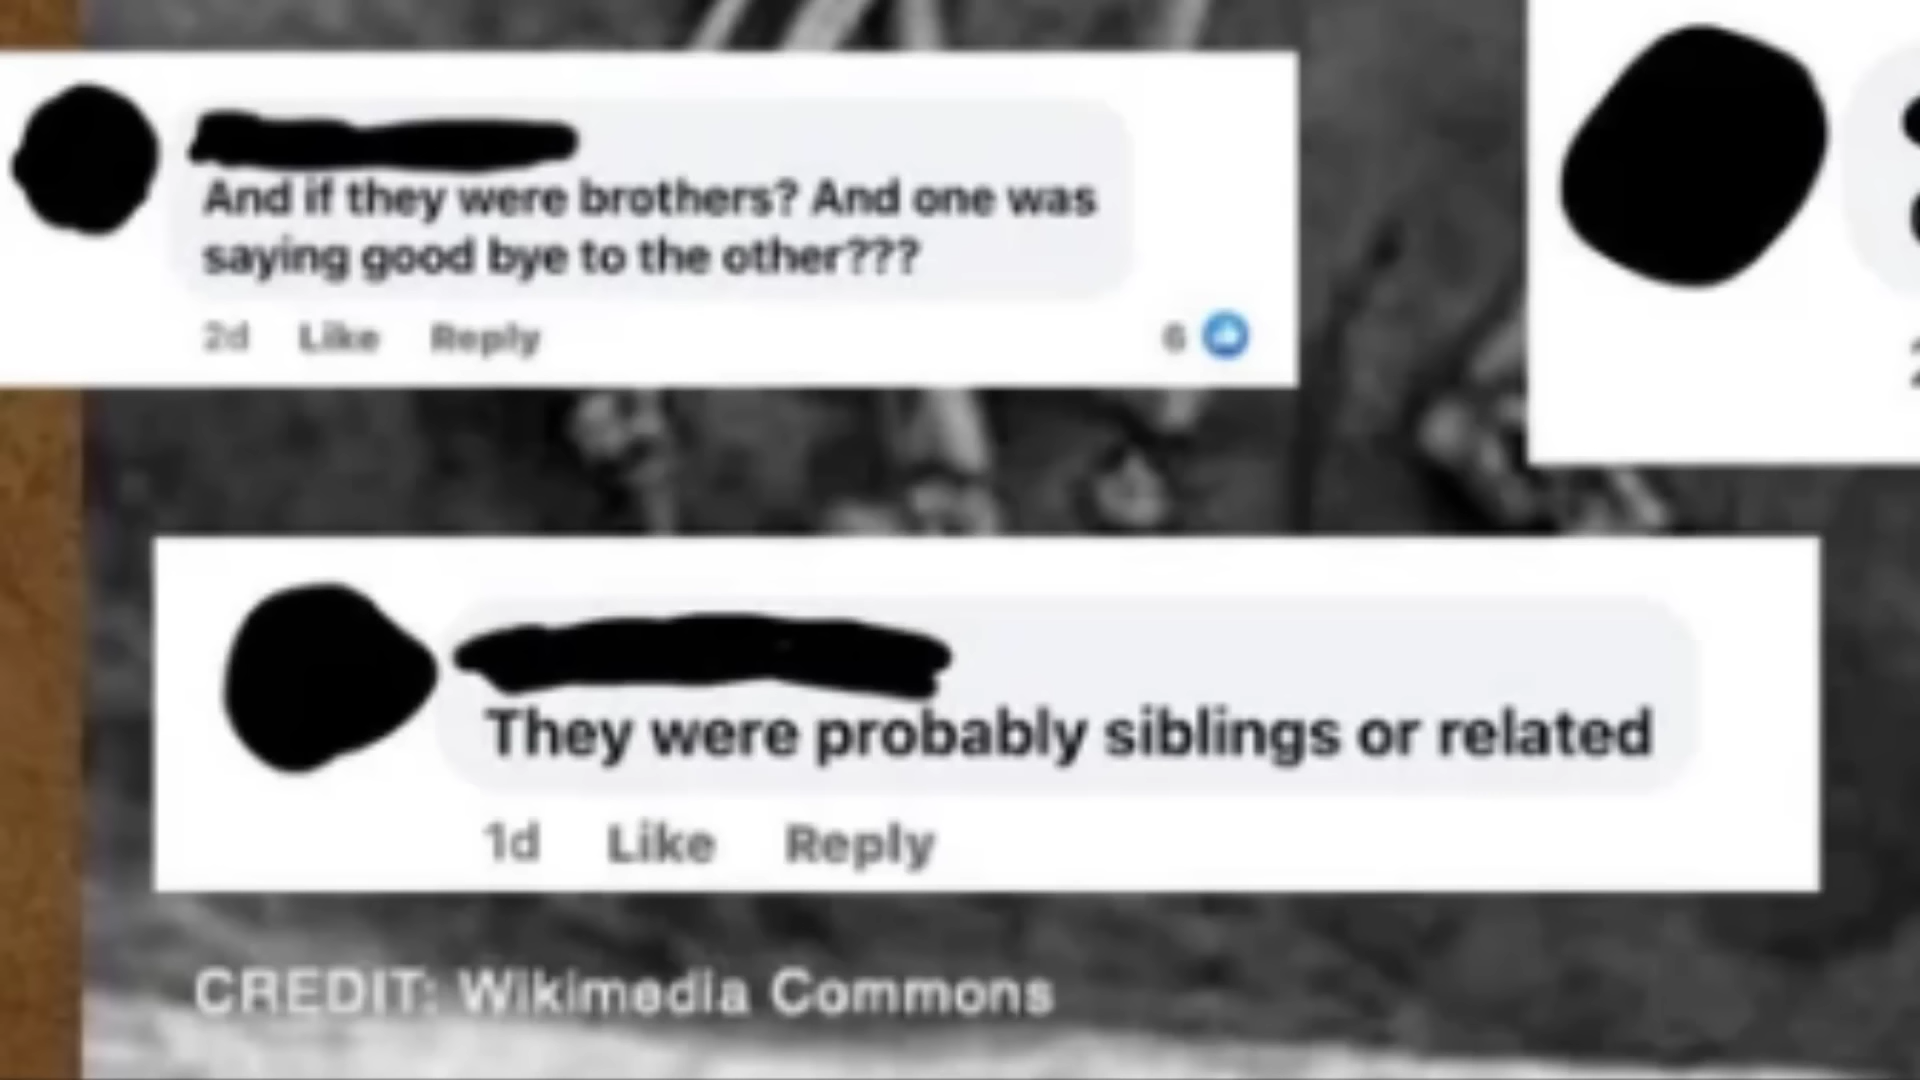 And if they were brothers? And one was
saying good bye to the other???
2d Like Reply 6
They were probably siblings or related
1d Like Reply
CREDIT: Wikimedia Commons